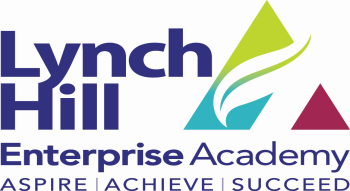 Lynch
Hill
Enterprise Academy
ASPIRE | ACHIEVE | SUCCEED